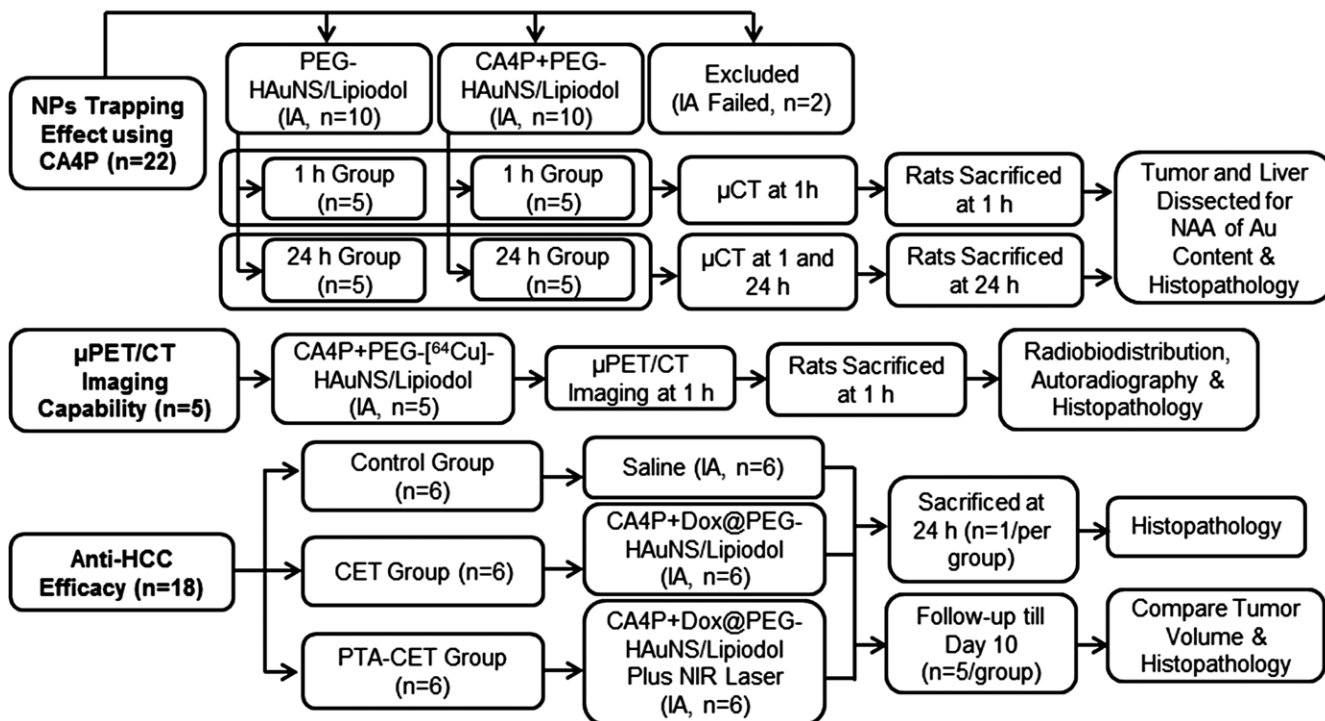 NPs Trapping
Effect using
CA4P (n=22)
PEG-
HAuNS/Lipiodol
(IA, n=10)
CA4P+PEG-
HAuNS/Lipiodol
(IA, n=10)
Excluded
(IA Failed, n=2)
1 h Group
(n=5)
1 h Group
(n=5)
µCT at 1h
Rats Sacrificed
at 1 h
24 h Group
(n=5)
24 h Group
(n=5)
µCT at 1 and
24 h
Rats Sacrificed
at 24 h
Tumor and Liver
Dissected for
NAA of Au
Content &
Histopathology
µPET/CT
Imaging
Capability (n=5)
CA4P+PEG-[⁶⁴Cu]-
HAuNS/Lipiodol
(IA, n=5)
µPET/CT
Imaging at 1 h
Rats Sacrificed
at 1 h
Radiobiodistribution,
Autoradiography &
Histopathology
Anti-HCC
Efficacy (n=18)
Control Group
(n=6)
Saline (IA, n=6)
CET Group (n=6)
CA4P+Dox@PEG-
HAuNS/Lipiodol
(IA, n=6)
PTA-CET Group
(n=6)
CA4P+Dox@PEG-
HAuNS/Lipiodol
Plus NIR Laser
(IA, n=6)
Sacrificed at
24 h (n=1/per
group)
Histopathology
Follow-up till
Day 10
(n=5/group)
Compare Tumor
Volume &
Histopathology